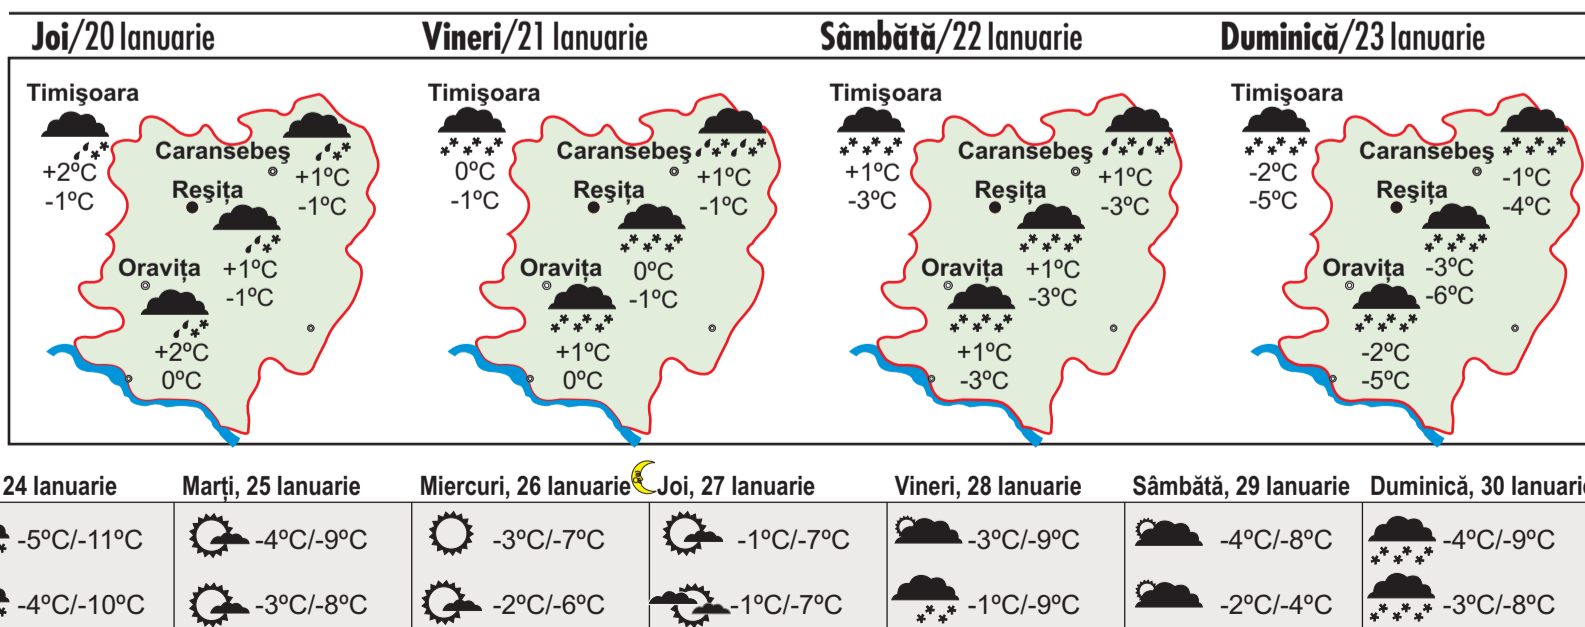 Joi/20 Ianuarie
Vineri/21 Ianuarie
Sâmbătă/22 Ianuarie
Duminică/23 Ianuarie
Timişoara
+2ºC
-1ºC
Caransebeş
+1ºC
-1ºC
Reşiţa
+1ºC
-1ºC
Oraviţa
+2ºC
0ºC
Timişoara
0ºC
-1ºC
Caransebeş
+1ºC
-1ºC
Reşiţa
0ºC
-1ºC
Oraviţa
+1ºC
0ºC
Timişoara
+1ºC
-3ºC
Caransebeş
+1ºC
-3ºC
Reşiţa
+1ºC
-3ºC
Oraviţa
+1ºC
-3ºC
Timişoara
-2ºC
-5ºC
Caransebeş
-1ºC
-4ºC
Reşiţa
-3ºC
-6ºC
Oraviţa
-2ºC
-5ºC
24 Ianuarie
Marţi, 25 Ianuarie
Miercuri, 26 Ianuarie
Joi, 27 Ianuarie
Vineri, 28 Ianuarie
Sâmbătă, 29 Ianuarie
Duminică, 30 Ianuarie
-5ºC/-11ºC
-4ºC/-9ºC
-3ºC/-7ºC
-1ºC/-7ºC
-3ºC/-9ºC
-4ºC/-8ºC
-4ºC/-9ºC
-4ºC/-10ºC
-3ºC/-8ºC
-2ºC/-6ºC
-1ºC/-7ºC
-1ºC/-9ºC
-2ºC/-4ºC
-3ºC/-8ºC